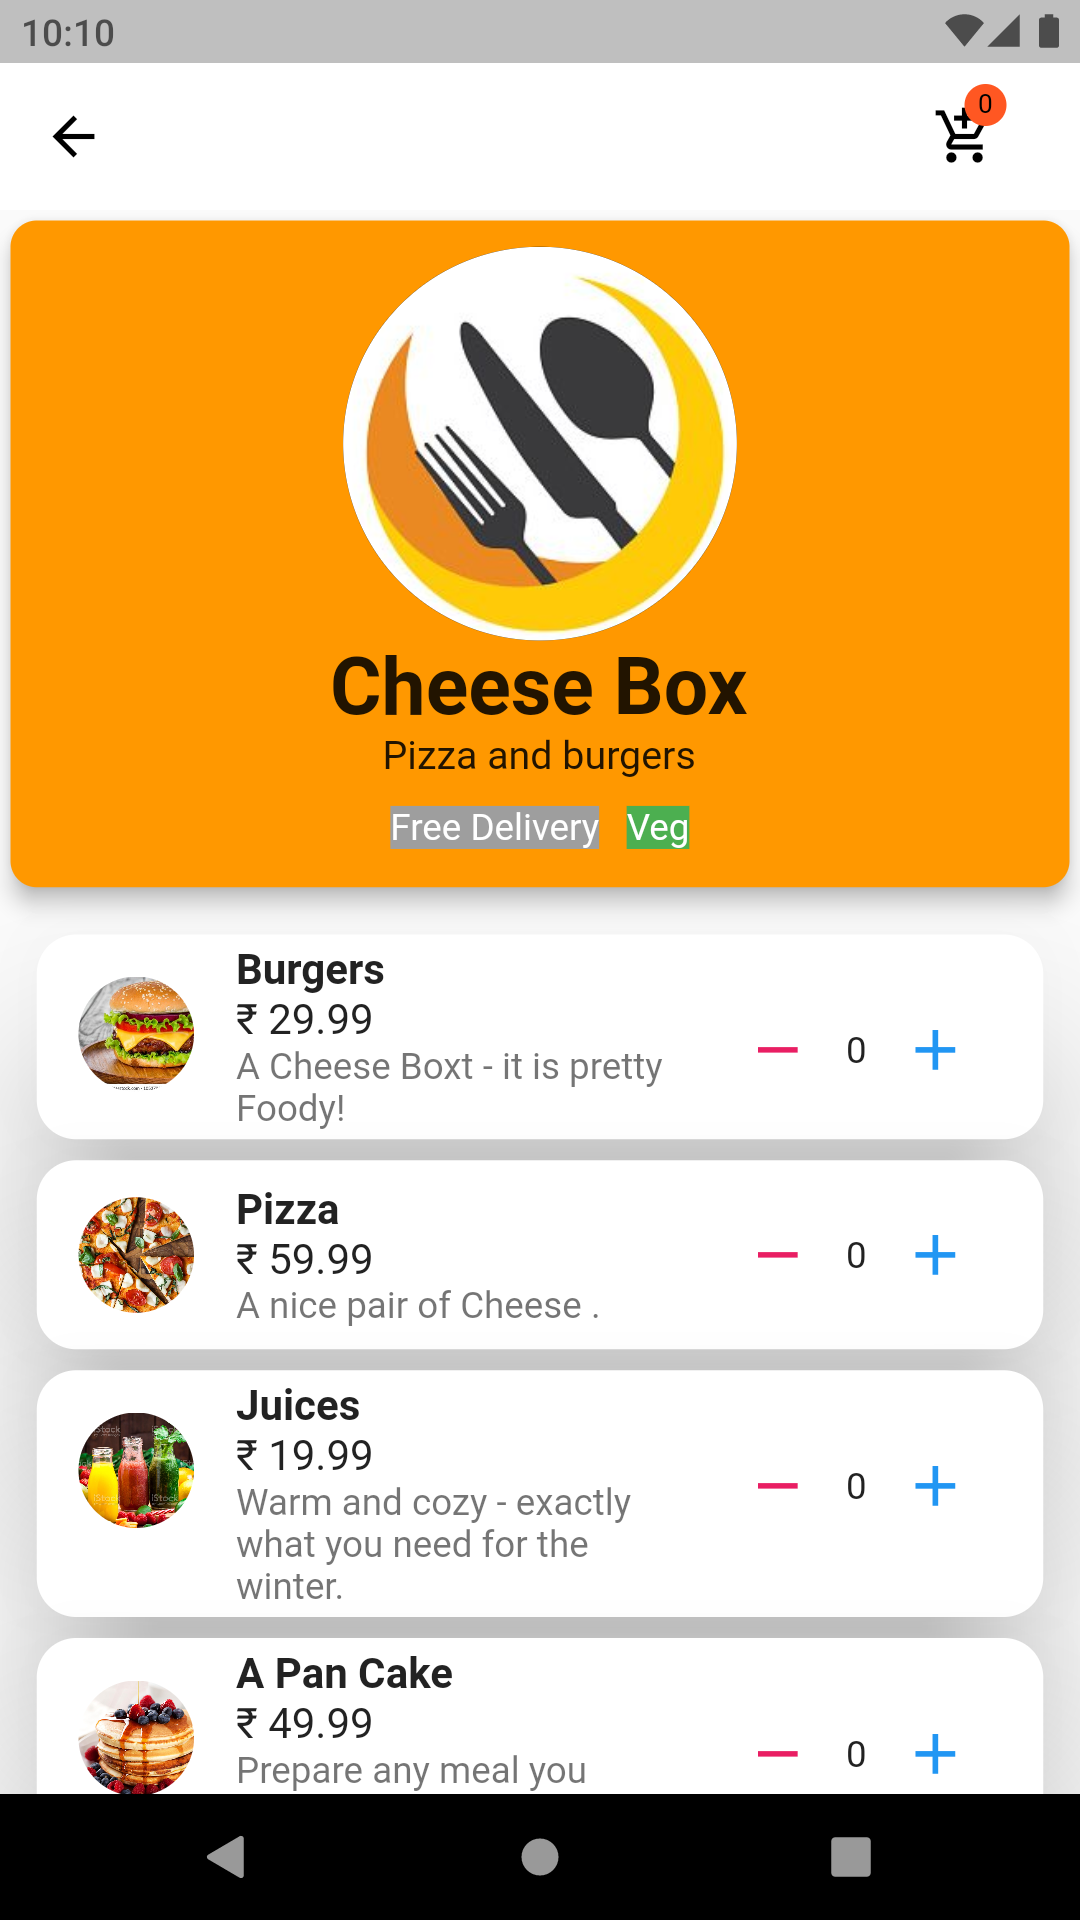 10:10
0
Cheese Box
Pizza and burgers
Free Delivery Veg
Burgers
₹ 29.99
A Cheese Boxt - it is pretty
Foody!
0
Pizza
₹ 59.99
A nice pair of Cheese .
0
Juices
₹ 19.99
Warm and cozy - exactly
what you need for the
winter.
0
A Pan Cake
₹ 49.99
Prepare any meal you
0